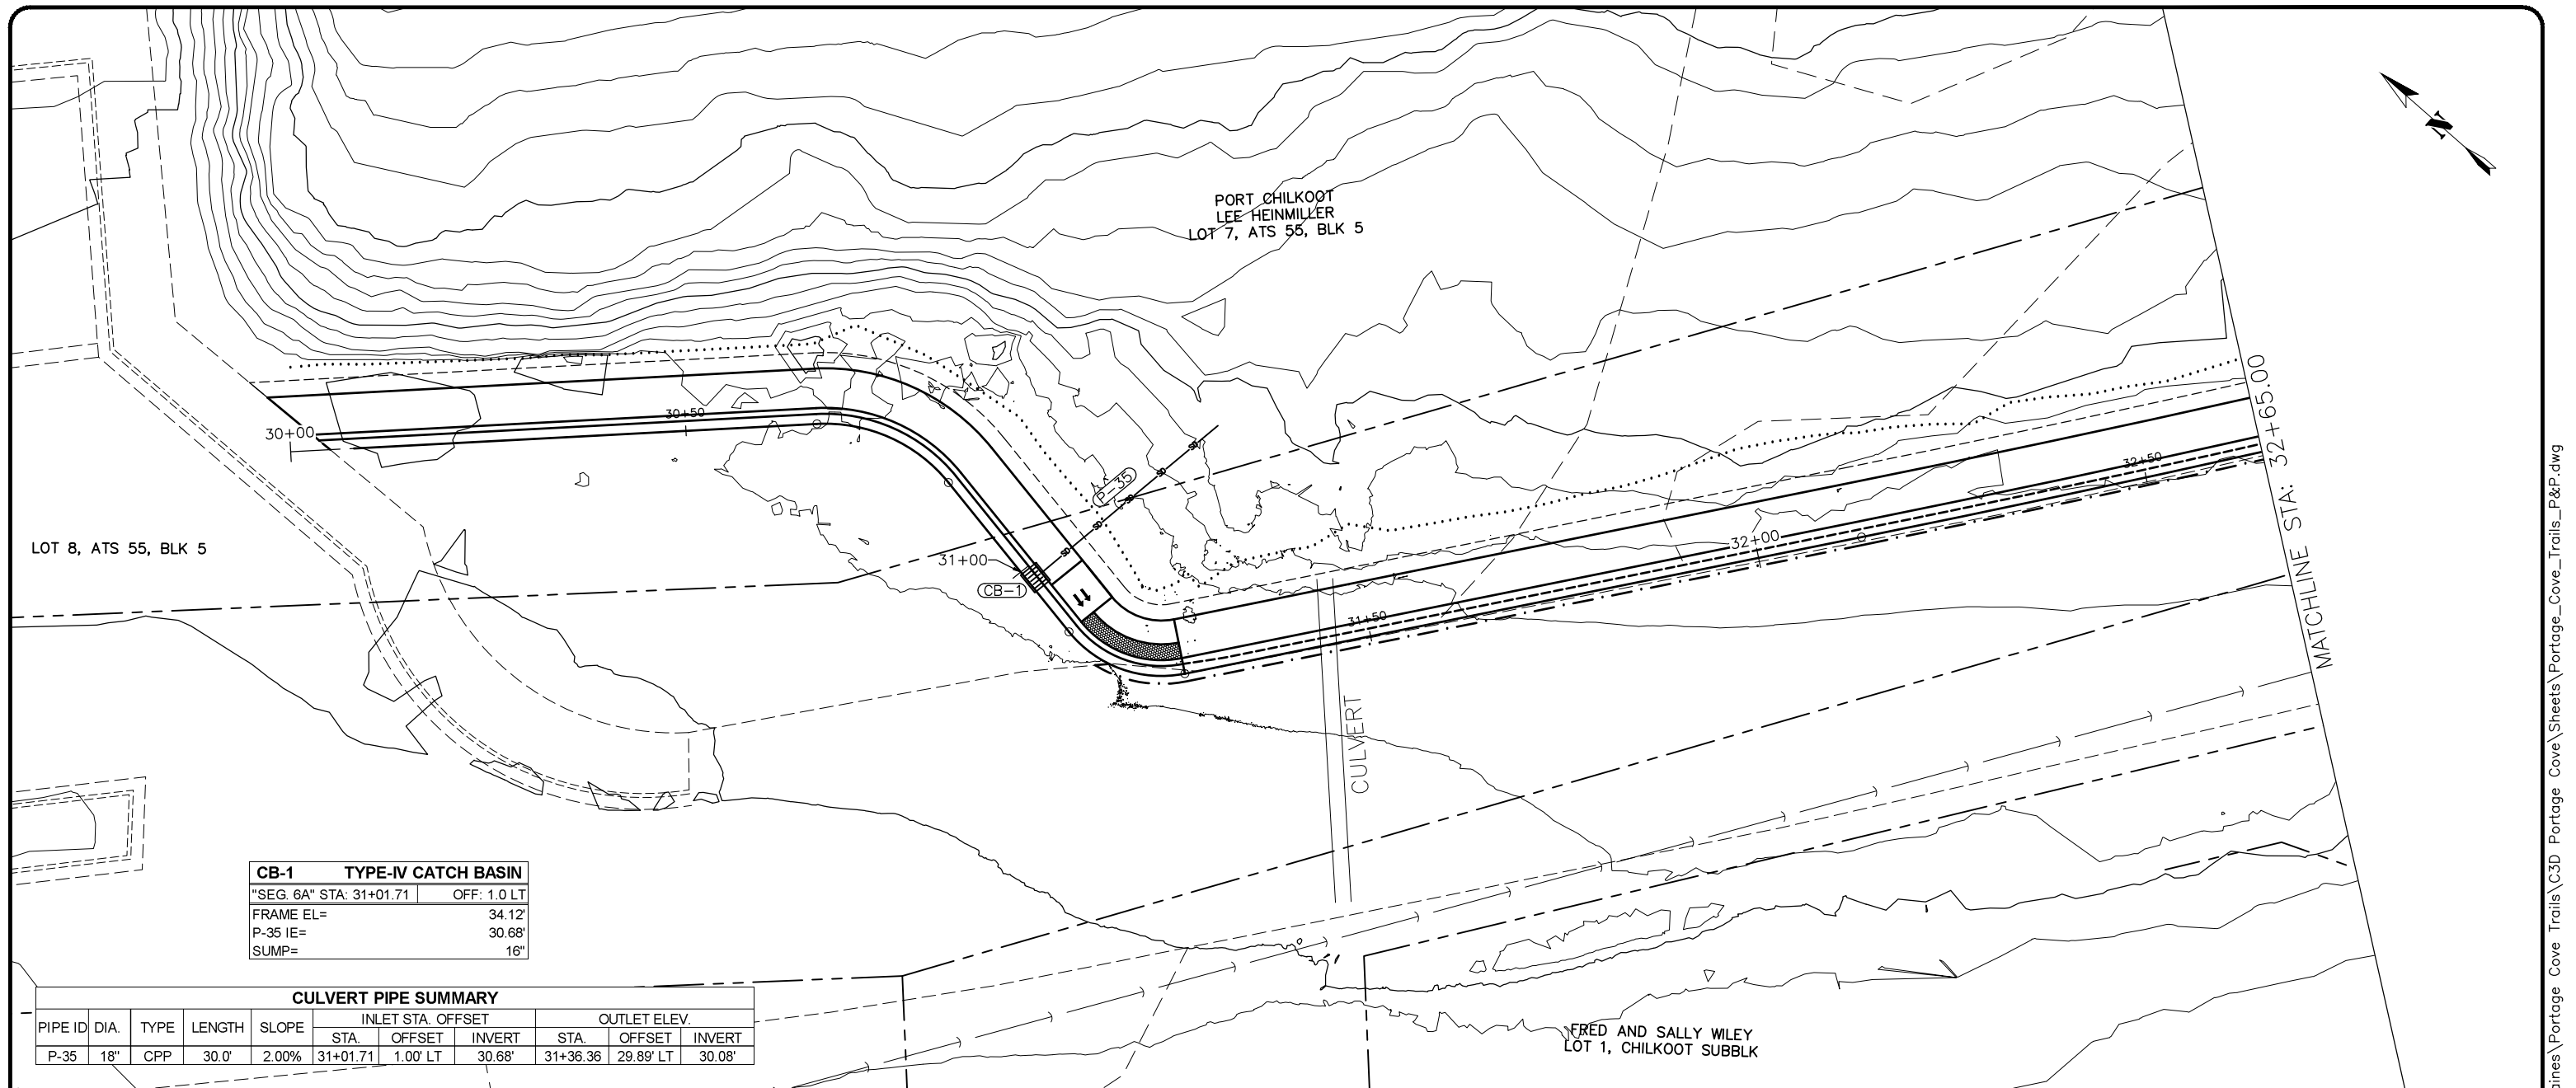 N
PORT CHILKOOT
LEE HEINMILLER
LOT 7, ATS 55, BLK 5
30+00
30+50
P-35
SD
SD
SD
SD
SD
31+00
CB-1
31+50
32+00
32+50
MATCHLINE STA: 32+65.00
LOT 8, ATS 55, BLK 5
CULVERT
CB-1 TYPE-IV CATCH BASIN
"SEG. 6A" STA: 31+01.71 OFF: 1.0 LT
FRAME EL= 34.12'
P-35 IE= 30.68'
SUMP= 16"
CULVERT PIPE SUMMARY
PIPE ID DIA. TYPE LENGTH SLOPE INLET STA. OFFSET OUTLET ELEV.
STA. OFFSET INVERT STA. OFFSET INVERT
P-35 18" CPP 30.0' 2.00% 31+01.71 1.00' LT 30.68' 31+36.36 29.89' LT 30.08'
FRED AND SALLY WILEY
LOT 1, CHILKOOT SUBBLK
aines\Portage Cove Trails\C3D Portage Cove\Sheets\Portage_Cove_Trails_P&P.dwg